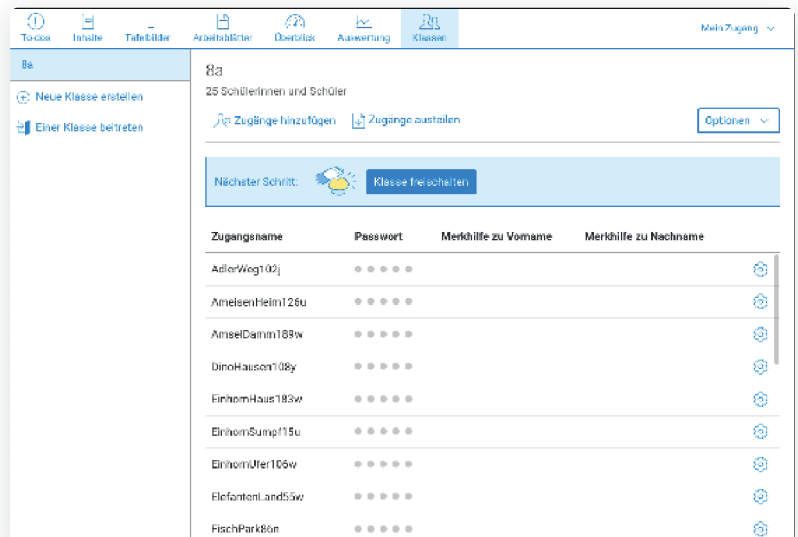 To-dos Inhalte Tafelbilder Arbeitsblätter Überblick Auswertung Klassen Mein Zugang
8a
Neue Klasse erstellen
Einer Klasse beitreten
8a
25 Schülerinnen und Schüler
Zugänge hinzufügen Zugänge austeilen Optionen
Nächster Schritt: Klasse freischalten
Zugangsname Passwort Merkhilfe zu Vorname Merkhilfe zu Nachname
AdlerWeg102j
AmeisenHeim126u
AmselDamm189w
DinoHausen108y
EinhornHaus183w
EinhornSumpf15u
EinhornUfer106w
ElefantenLand55w
FischPark86n